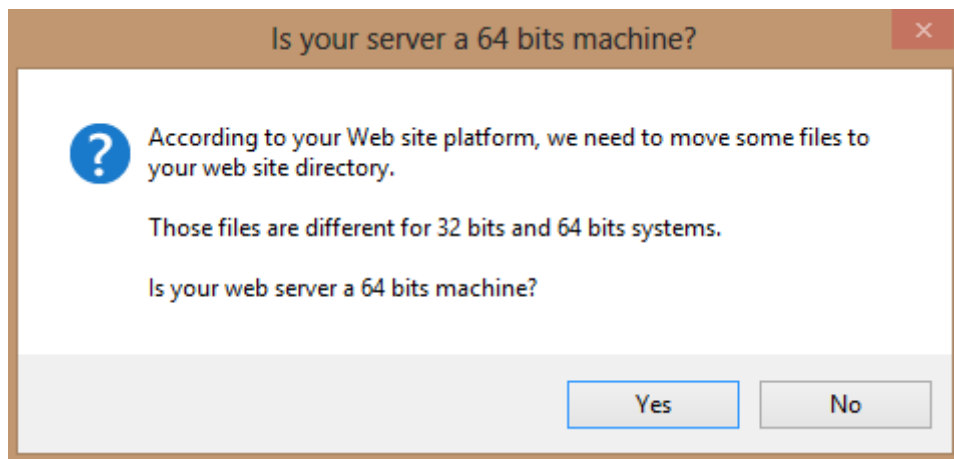 Is your server a 64 bits machine?
According to your Web site platform, we need to move some files to
your web site directory.
Those files are different for 32 bits and 64 bits systems.
Is your web server a 64 bits machine?
Yes
No